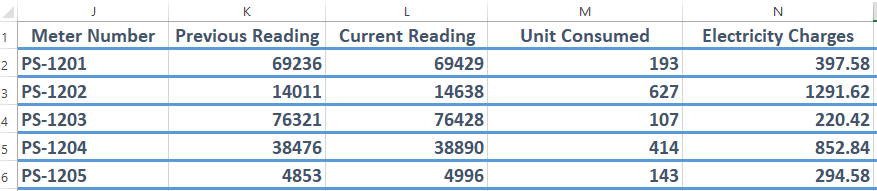 J K L M N
1 Meter Number Previous Reading Current Reading Unit Consumed Electricity Charges
2 PS-1201 69236 69429 193 397.58
3 PS-1202 14011 14638 627 1291.62
4 PS-1203 76321 76428 107 220.42
5 PS-1204 38476 38890 414 852.84
6 PS-1205 4853 4996 143 294.58